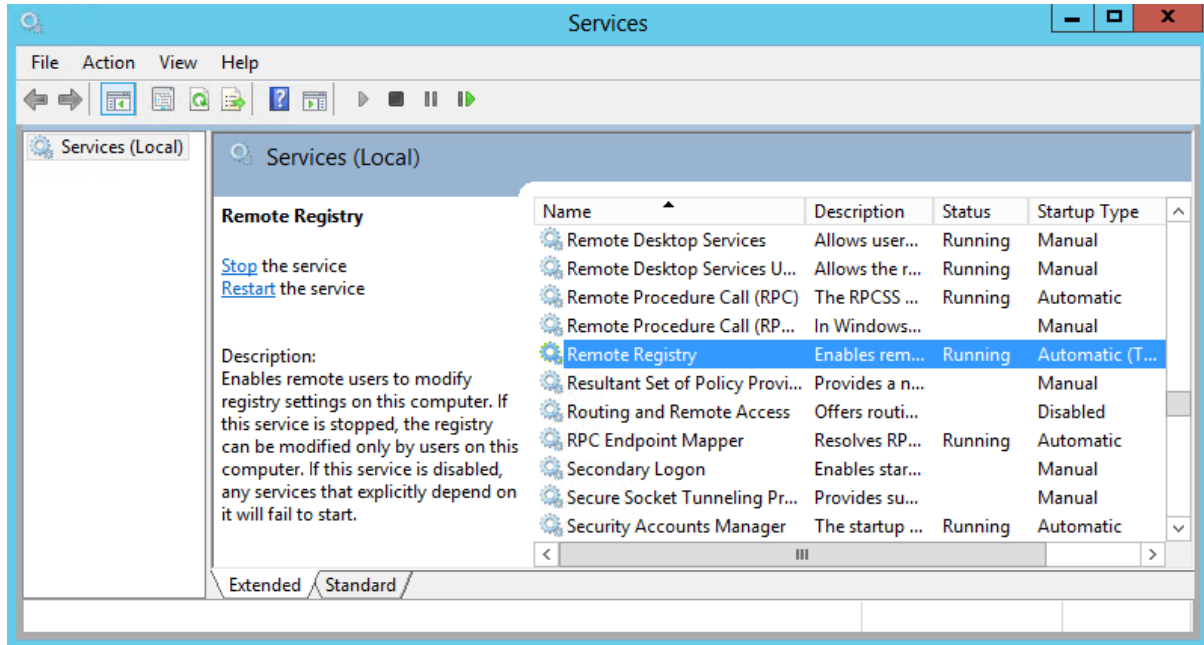 Services
File Action View Help
Services (Local)
Services (Local)
Remote Registry
Stop the service
Restart the service
Description:
Enables remote users to modify
registry settings on this computer. If
this service is stopped, the registry
can be modified only by users on this
computer. If this service is disabled,
any services that explicitly depend on
it will fail to start.
Name Description Status Startup Type
Remote Desktop Services Allows user... Running Manual
Remote Desktop Services U... Allows the r... Running Manual
Remote Procedure Call (RPC) The RPCSS ... Running Automatic
Remote Procedure Call (RP... In Windows... Manual
Remote Registry Enables rem... Running Automatic (T...
Resultant Set of Policy Provi... Provides a n... Manual
Routing and Remote Access Offers routi... Disabled
RPC Endpoint Mapper Resolves RP... Running Automatic
Secondary Logon Enables star... Manual
Secure Socket Tunneling Pr... Provides su... Manual
Security Accounts Manager The startup ... Running Automatic
Extended Standard